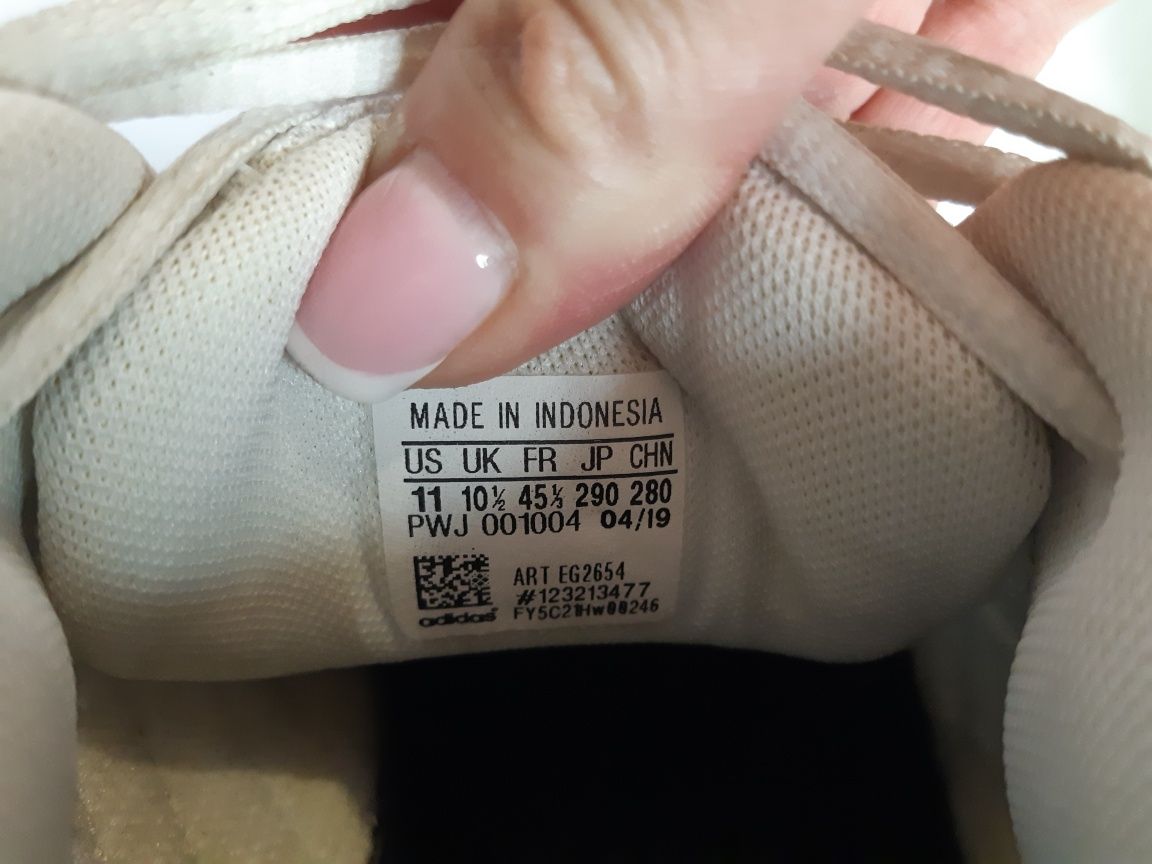 MADE IN INDONESIA
US UK FR JP CHN
11 10½ 45⅓ 290 280
PWJ 001004 04/19
ART EG2654
#123213477
adidas